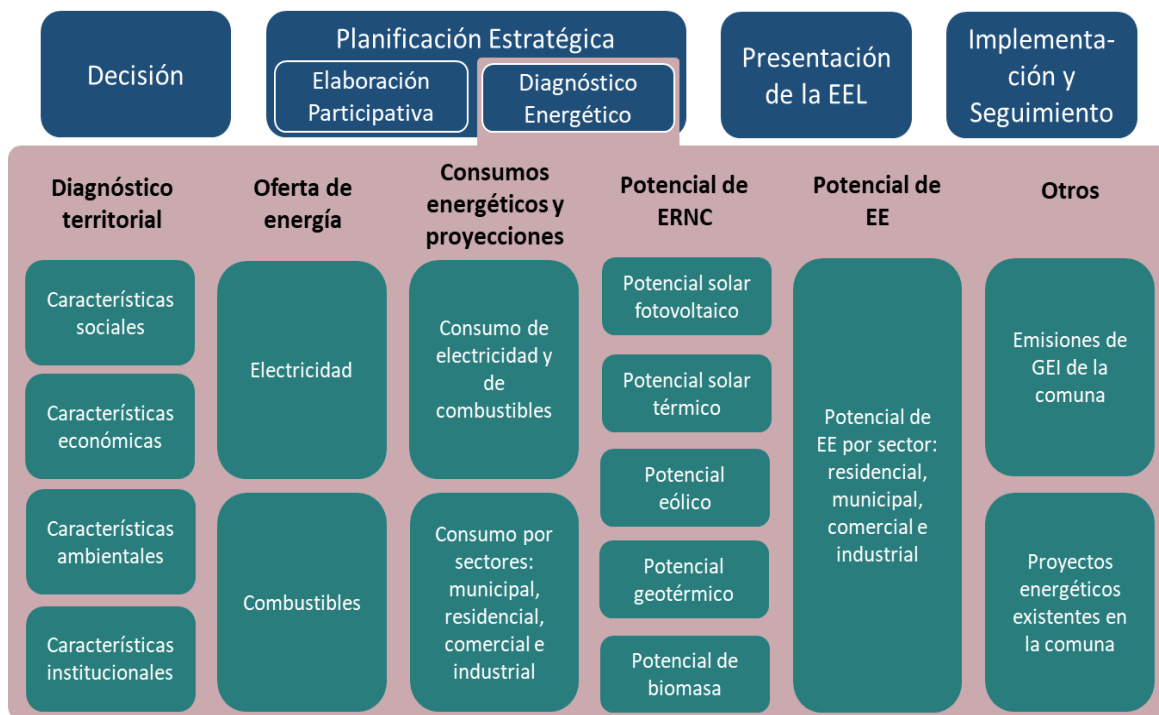 Decisión
Planificación Estratégica
Elaboración
Participativa
Diagnóstico
Energético
Presentación
de la EEL
Implementa-
ción y
Seguimiento
Diagnóstico
territorial
Oferta de
energía
Consumos
energéticos y
proyecciones
Potencial de
ERNC
Potencial de
EE
Otros
Características
sociales
Características
económicas
Características
ambientales
Características
institucionales
Electricidad
Combustibles
Consumo de
electricidad y
de
combustibles
Consumo por
sectores:
municipal,
residencial,
comercial e
industrial
Potencial solar
fotovoltaico
Potencial solar
térmico
Potencial
eólico
Potencial
geotérmico
Potencial de
biomasa
Potencial de
EE por sector:
residencial,
municipal,
comercial e
industrial
Emisiones de
GEI de la
comuna
Proyectos
energéticos
existentes en
la comuna